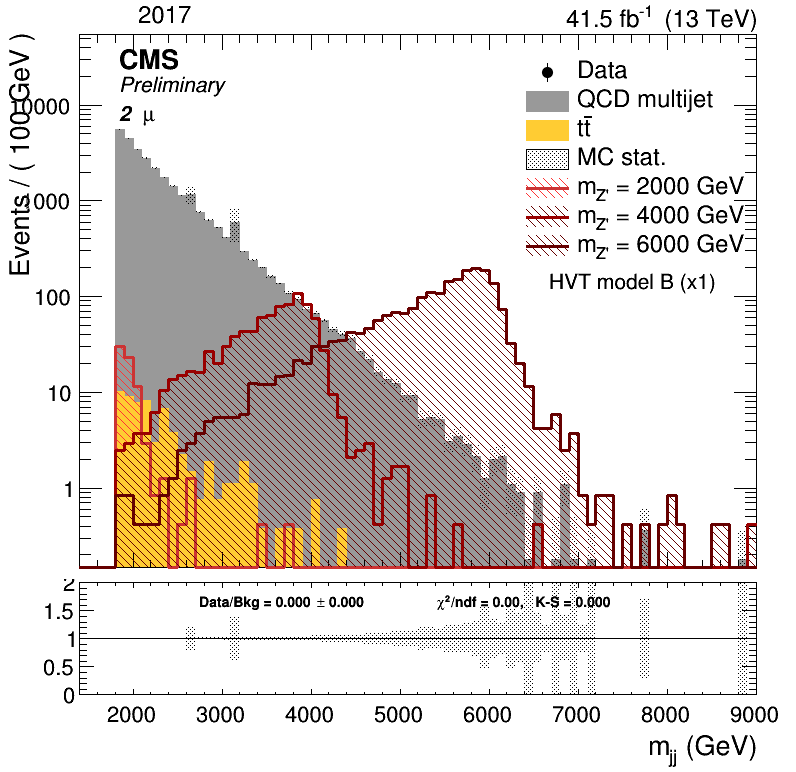 2017
41.5 fb⁻¹ (13 TeV)
CMS
Preliminary
2 μ
Data
QCD multijet
tt̄
MC stat.
m_Z' = 2000 GeV
m_Z' = 4000 GeV
m_Z' = 6000 GeV
HVT model B (x1)
Events / ( 100 GeV )
0000
000
100
10
1
Data/Bkg = 0.000 ± 0.000
χ²/ndf = 0.00, K-S = 0.000
2
1.5
1
0.5
0
2000 3000 4000 5000 6000 7000 8000 9000
m_jj (GeV)